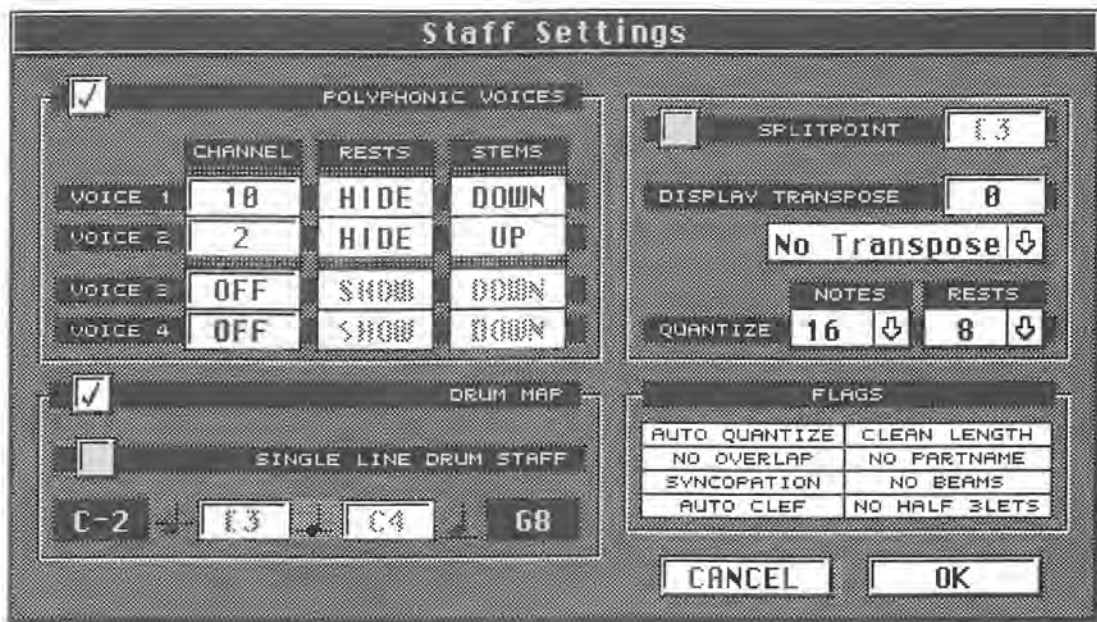 Staff Settings
POLYPHONIC VOICES
CHANNEL RESTS STEMS
VOICE 1 10 HIDE DOWN
VOICE 2 2 HIDE UP
VOICE 3 OFF SHOW DOWN
VOICE 4 OFF SHOW DOWN
SPLITPOINT C3
DISPLAY TRANSPOSE 0
No Transpose
NOTES RESTS
QUANTIZE 16 8
DRUM MAP
SINGLE LINE DRUM STAFF
C-2 C3 C4 G8
FLAGS
AUTO QUANTIZE CLEAN LENGTH
NO OVERLAP NO PARTNAME
SYNCOPATION NO BEAMS
AUTO CLEF NO HALF 3LETS
CANCEL OK